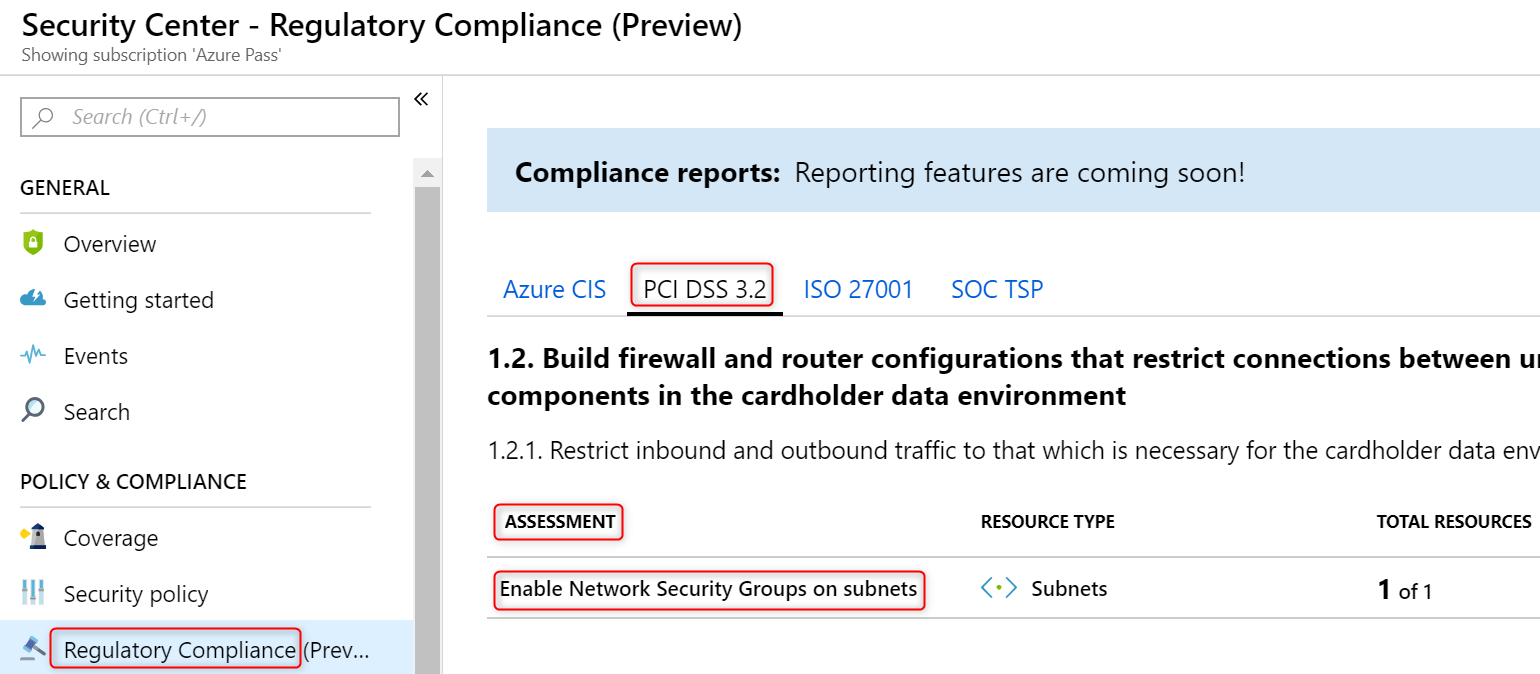 Security Center - Regulatory Compliance (Preview)
Showing subscription 'Azure Pass'
Search (Ctrl+/)
GENERAL
Overview
Getting started
Events
Search
POLICY & COMPLIANCE
Coverage
Security policy
Regulatory Compliance (Prev...
Compliance reports: Reporting features are coming soon!
Azure CIS PCI DSS 3.2 ISO 27001 SOC TSP
1.2. Build firewall and router configurations that restrict connections between
components in the cardholder data environment
1.2.1. Restrict inbound and outbound traffic to that which is necessary for the cardholder data
ASSESSMENT RESOURCE TYPE TOTAL RESOURCES
Enable Network Security Groups on subnets Subnets 1 of 1